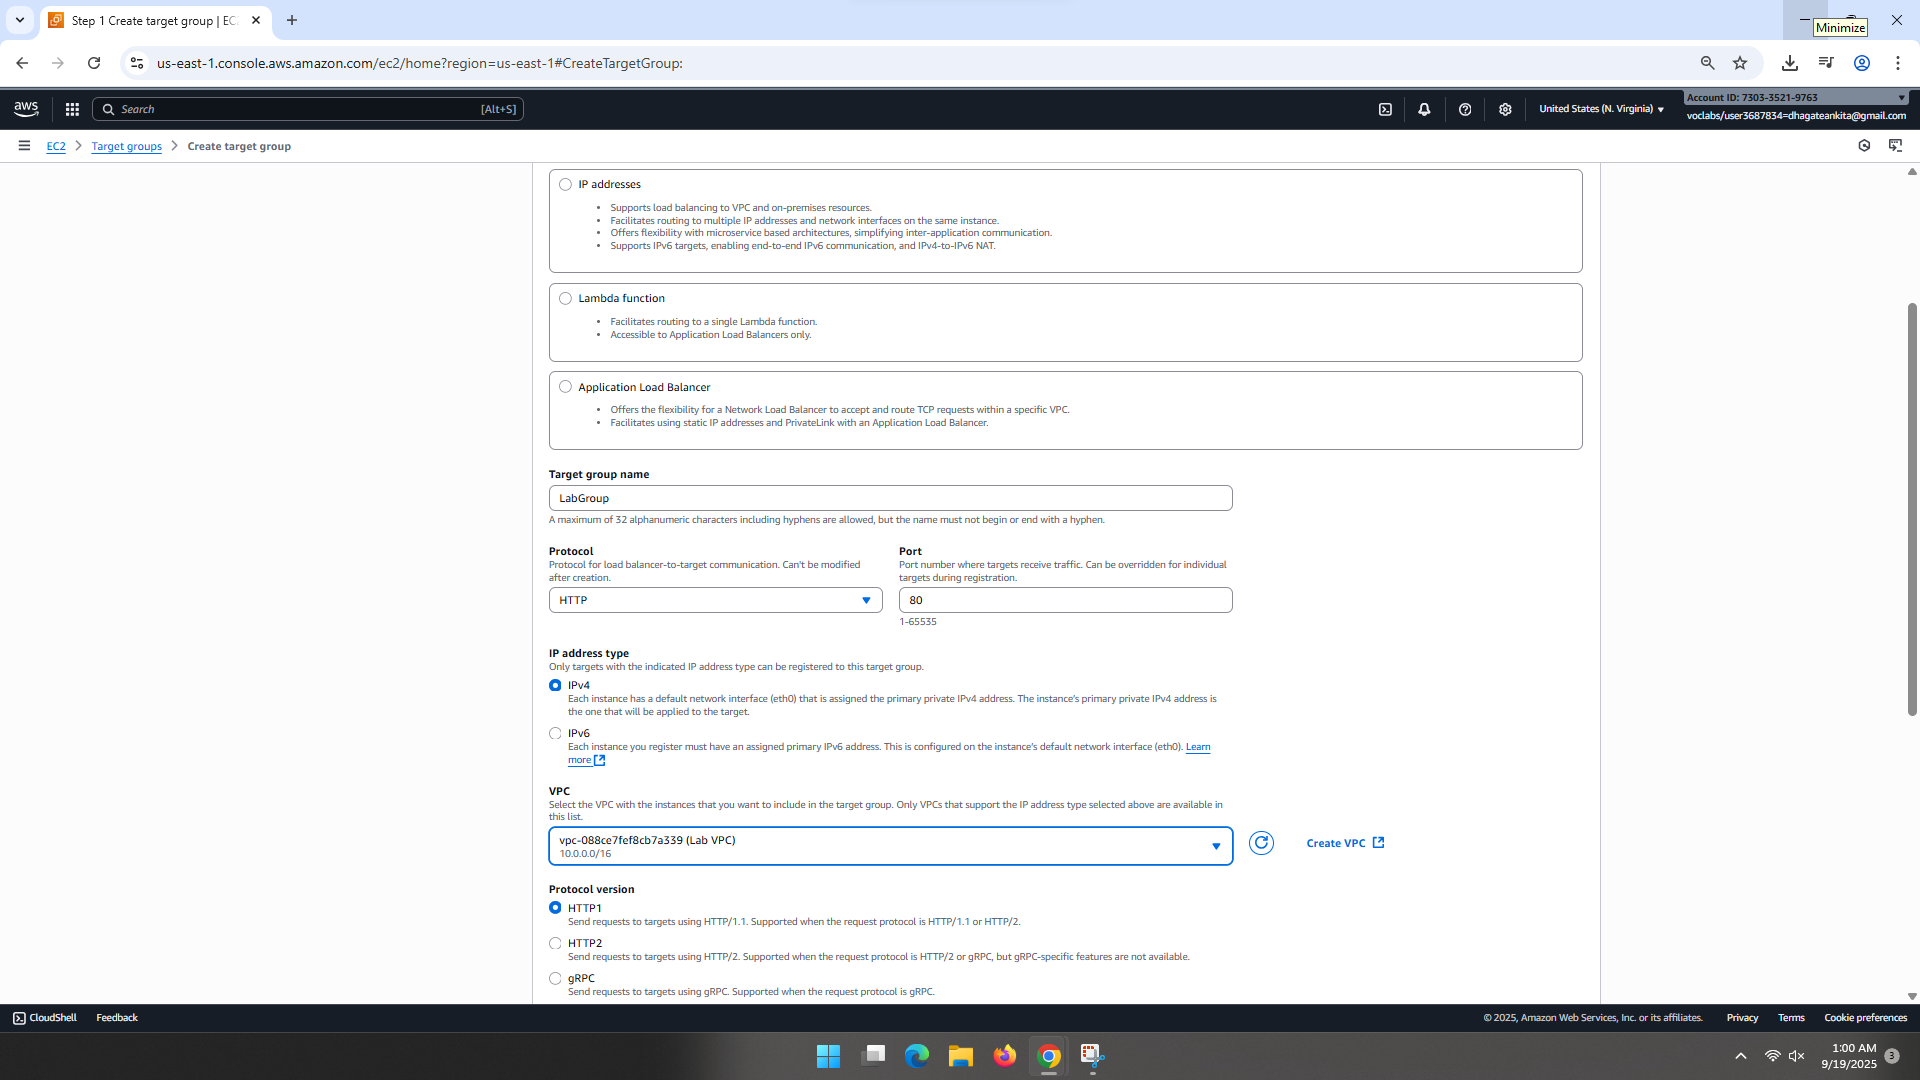 Step 1 Create target group | EC
Minimize
us-east-1.console.aws.amazon.com/ec2/home?region=us-east-1#CreateTargetGroup:
aws
Search
[Alt+S]
United States (N. Virginia)
Account ID: 7303-3521-9763
voclabs/user3687834=dhagateankita@gmail.com
EC2
Target groups
Create target group
IP addresses
• Supports load balancing to VPC and on-premises resources.
• Facilitates routing to multiple IP addresses and network interfaces on the same instance.
• Offers flexibility with microservice based architectures, simplifying inter-application communication.
• Supports IPv6 targets, enabling end-to-end IPv6 communication, and IPv4-to-IPv6 NAT.
Lambda function
• Facilitates routing to a single Lambda function.
• Accessible to Application Load Balancers only.
Application Load Balancer
• Offers the flexibility for a Network Load Balancer to accept and route TCP requests within a specific VPC.
• Facilitates using static IP addresses and PrivateLink with an Application Load Balancer.
Target group name
LabGroup
A maximum of 32 alphanumeric characters including hyphens are allowed, but the name must not begin or end with a hyphen.
Protocol
Protocol for load balancer-to-target communication. Can't be modified
after creation.
HTTP
Port
Port number where targets receive traffic. Can be overridden for individual
targets during registration.
80
1-65535
IP address type
Only targets with the indicated IP address type can be registered to this target group.
IPv4
Each instance has a default network interface (eth0) that is assigned the primary private IPv4 address. The instance's primary private IPv4 address is
the one that will be applied to the target.
IPv6
Each instance you register must have an assigned primary IPv6 address. This is configured on the instance's default network interface (eth0). Learn
more
VPC
Select the VPC with the instances that you want to include in the target group. Only VPCs that support the IP address type selected above are available in
this list.
vpc-088ce7fef8cb7a339 (Lab VPC)
10.0.0.0/16
Create VPC
Protocol version
HTTP1
Send requests to targets using HTTP/1.1. Supported when the request protocol is HTTP/1.1 or HTTP/2.
HTTP2
Send requests to targets using HTTP/2. Supported when the request protocol is HTTP/2 or gRPC, but gRPC-specific features are not available.
gRPC
Send requests to targets using gRPC. Supported when the request protocol is gRPC.
CloudShell
Feedback
© 2025, Amazon Web Services, Inc. or its affiliates.
Privacy
Terms
Cookie preferences
1:00 AM
9/19/2025
3